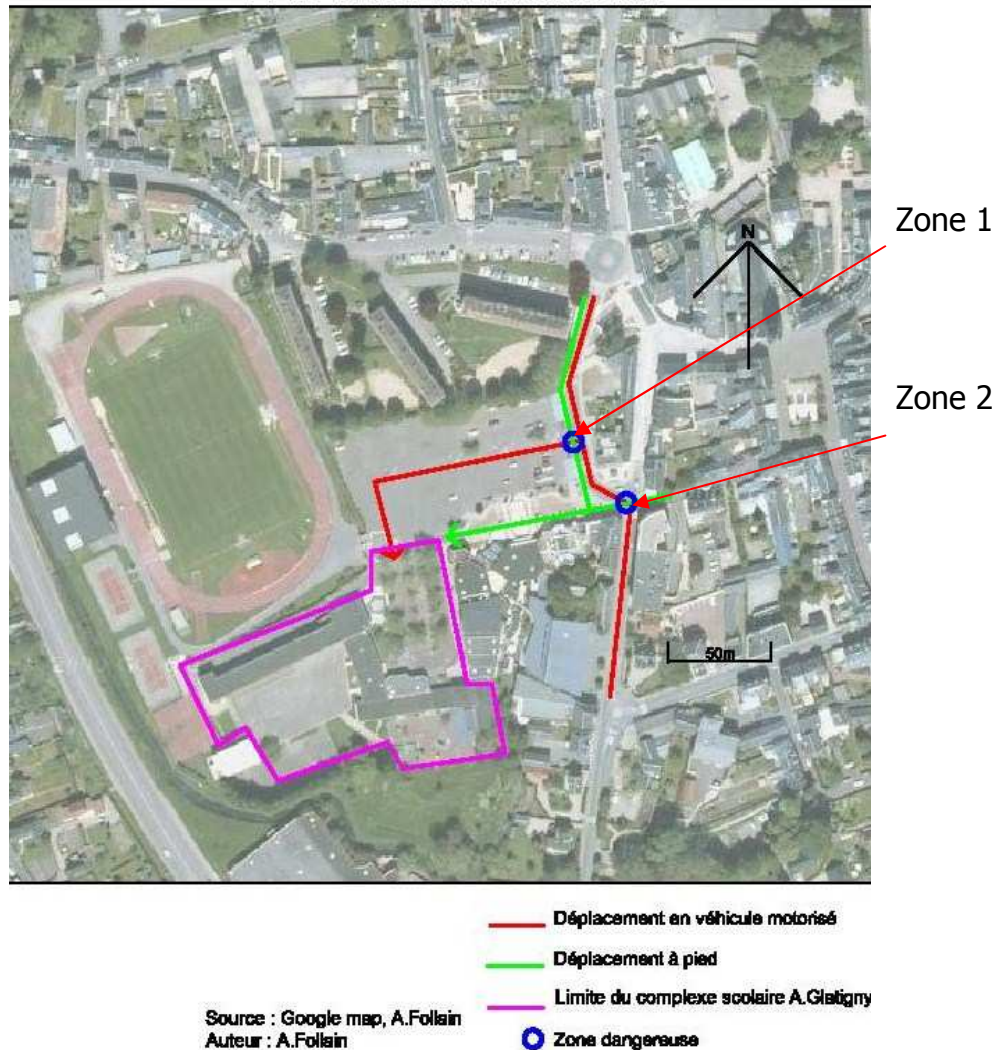 Zone 1
N
Zone 2
50m
Déplacement en véhicule motorisé
Déplacement à pied
Limite du complexe scolaire A.Glatigny
Source : Google map, A.Follain
Auteur : A.Follain
Zone dangereuse